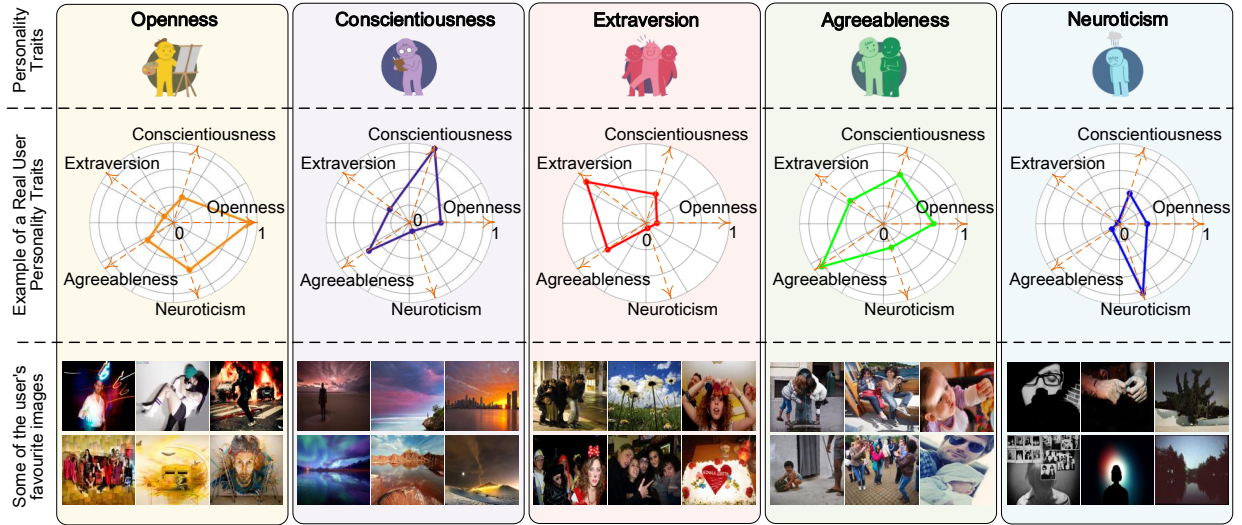 Personality
Traits
Openness
Conscientiousness
Extraversion
Agreeableness
Neuroticism
Example of a Real User
Personality Traits
Conscientiousness
Extraversion
Openness
0
1
Agreeableness
Neuroticism
Conscientiousness
Extraversion
Openness
0
1
Agreeableness
Neuroticism
Conscientiousness
Extraversion
Openness
0
1
Agreeableness
Neuroticism
Conscientiousness
Extraversion
Openness
0
1
Agreeableness
Neuroticism
Conscientiousness
Extraversion
Openness
0
1
Agreeableness
Neuroticism
Some of the user's
favourite images